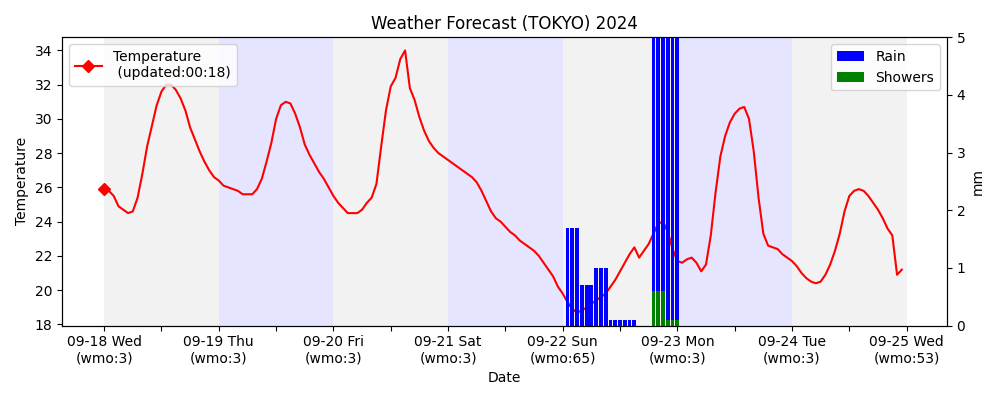 Weather Forecast (TOKYO) 2024
Temperature
(updated:00:18)
Rain
Showers
Temperature
34
32
30
28
26
24
22
20
18
5
4
3
2
1
0
mm
09-18 Wed
(wmo:3)
09-19 Thu
(wmo:3)
09-20 Fri
(wmo:3)
09-21 Sat
(wmo:3)
09-22 Sun
(wmo:65)
09-23 Mon
(wmo:3)
09-24 Tue
(wmo:3)
09-25 Wed
(wmo:53)
Date